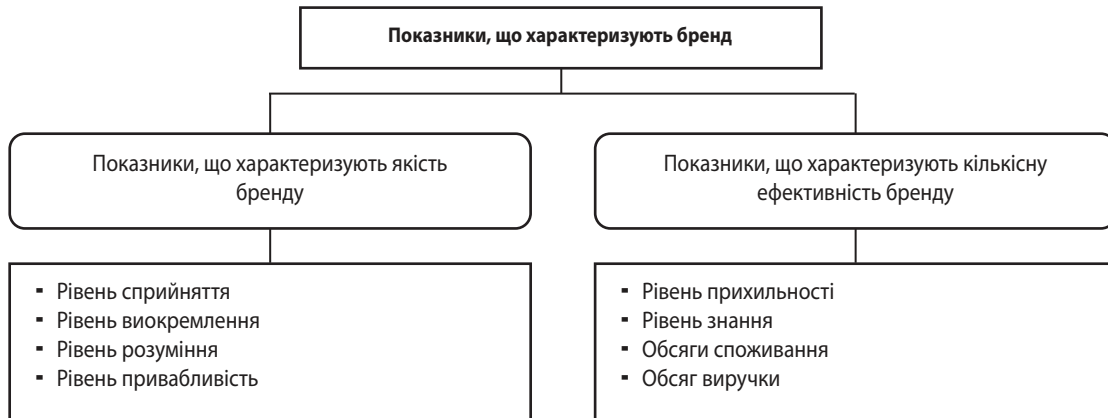 Показники, що характеризують бренд
Показники, що характеризують якість
бренду
Показники, що характеризують кількісну
ефективність бренду
▪ Рівень сприйняття
▪ Рівень виокремлення
▪ Рівень розуміння
▪ Рівень привабливість
▪ Рівень прихильності
▪ Рівень знання
▪ Обсяги споживання
▪ Обсяг виручки